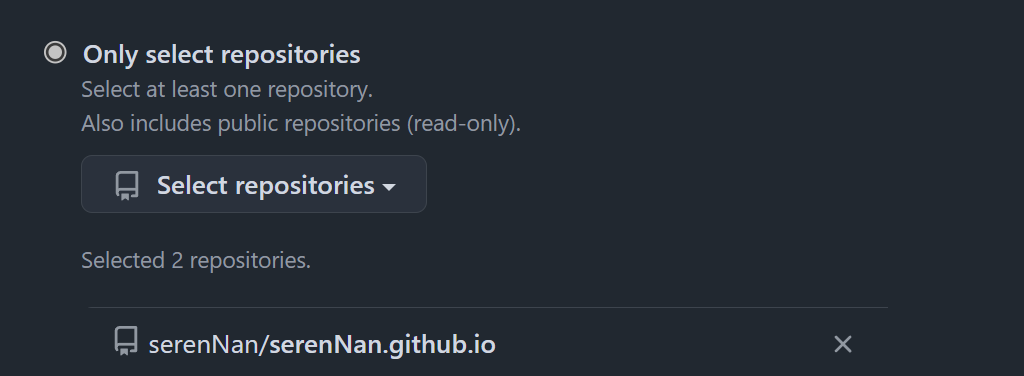 Only select repositories
Select at least one repository.
Also includes public repositories (read-only).
Select repositories
Selected 2 repositories.
serenNan/serenNan.github.io